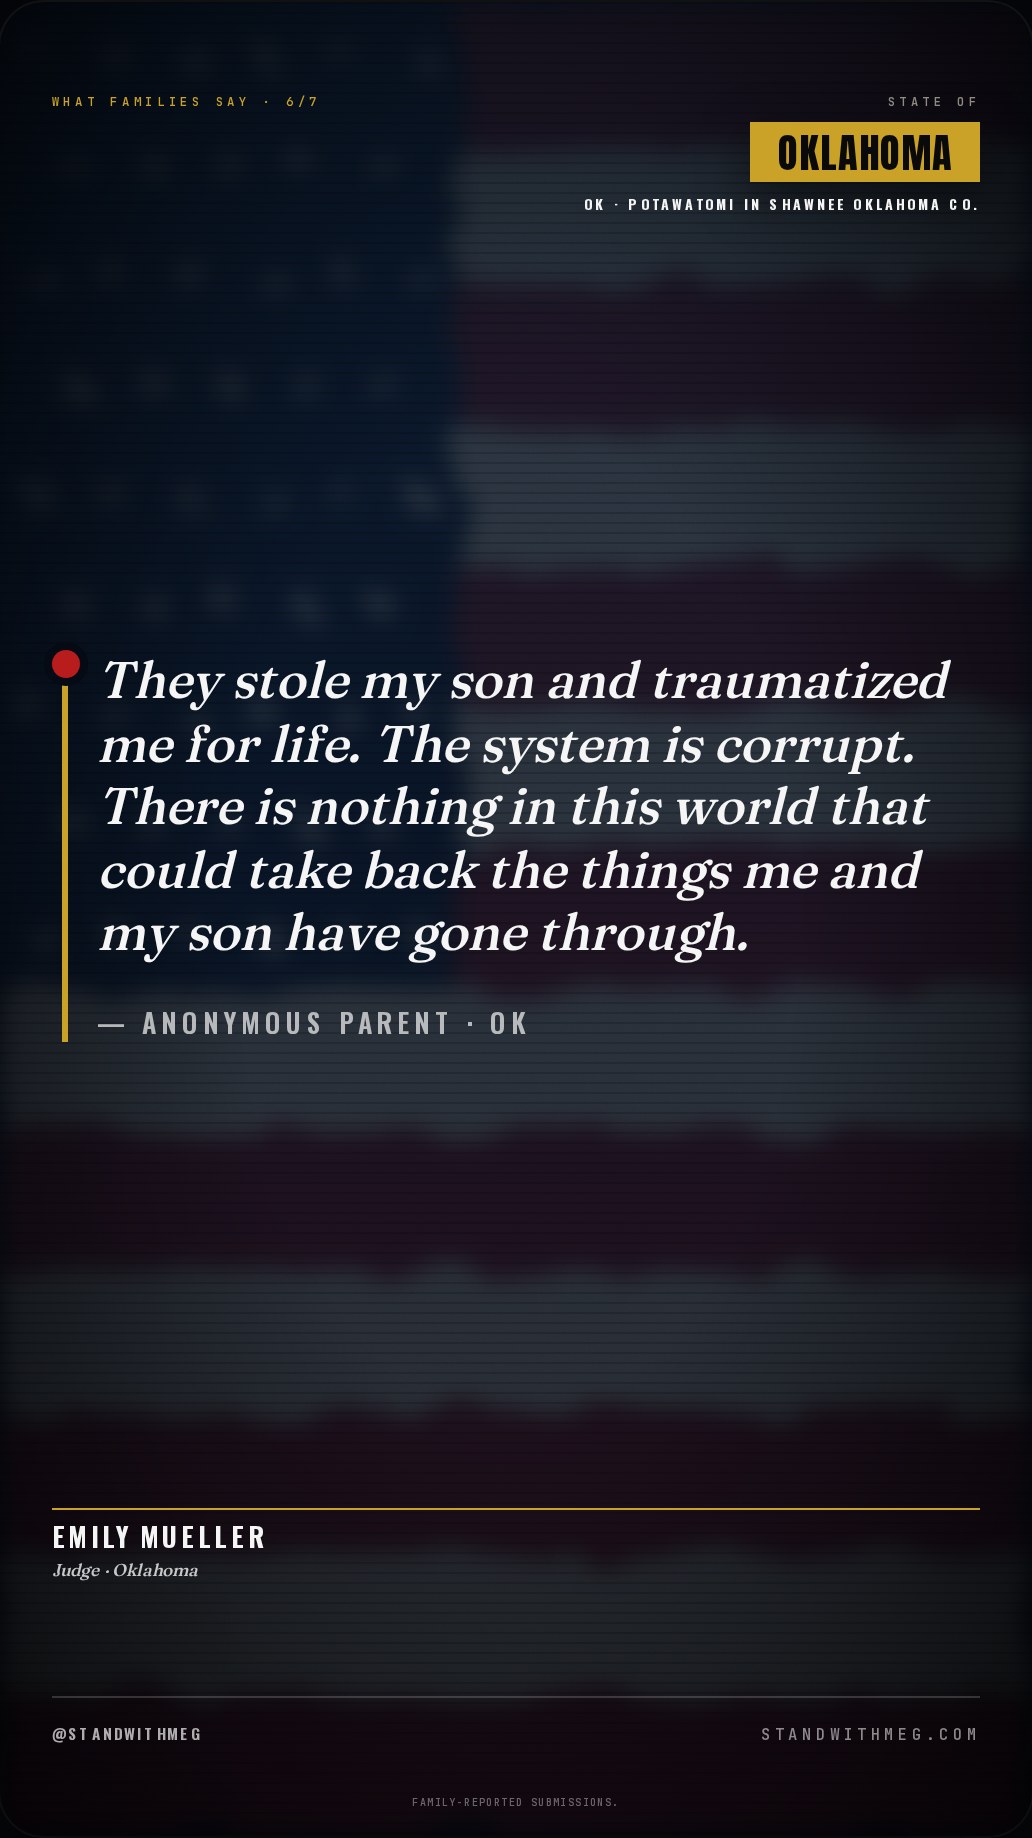 WHAT FAMILIES SAY · 6/7
STATE OF
OKLAHOMA
OK · POTAWATOMI IN SHAWNEE OKLAHOMA CO.
They stole my son and traumatized
me for life. The system is corrupt.
There is nothing in this world that
could take back the things me and
my son have gone through.
— ANONYMOUS PARENT · OK
EMILY MUELLER
Judge · Oklahoma
@STANDWITHMEG
STANDWITHMEG.COM
FAMILY-REPORTED SUBMISSIONS.